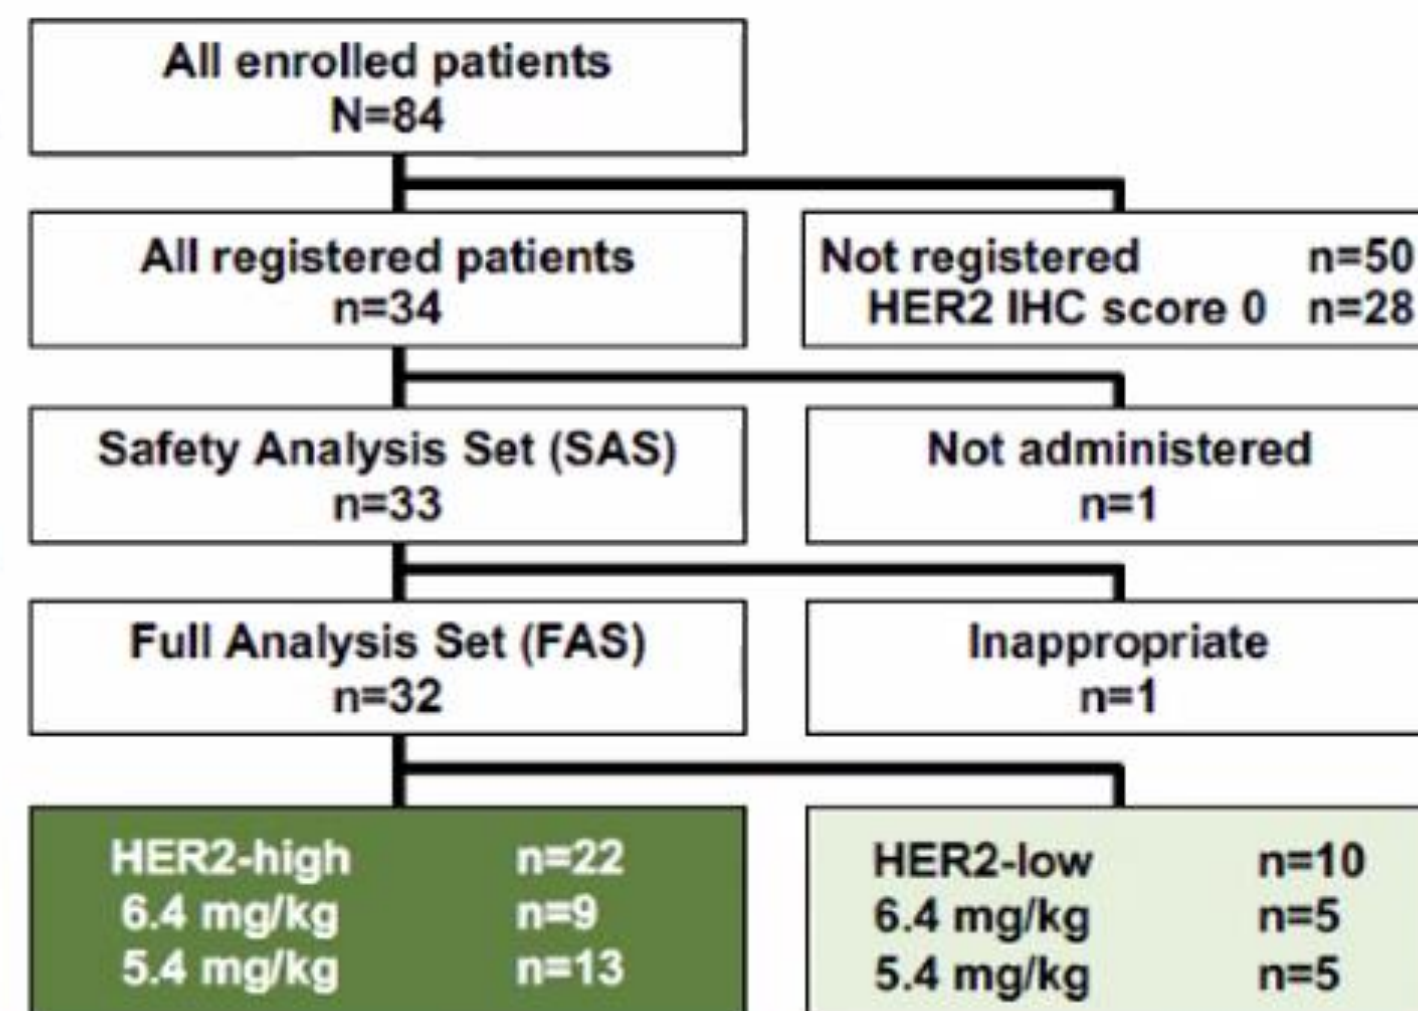 All enrolled patients
N=84
All registered patients
n=34
Not registered n=50
HER2 IHC score 0 n=28
Safety Analysis Set (SAS)
n=33
Not administered
n=1
Full Analysis Set (FAS)
n=32
Inappropriate
n=1
HER2-high n=22
6.4 mg/kg n=9
5.4 mg/kg n=13
HER2-low n=10
6.4 mg/kg n=5
5.4 mg/kg n=5